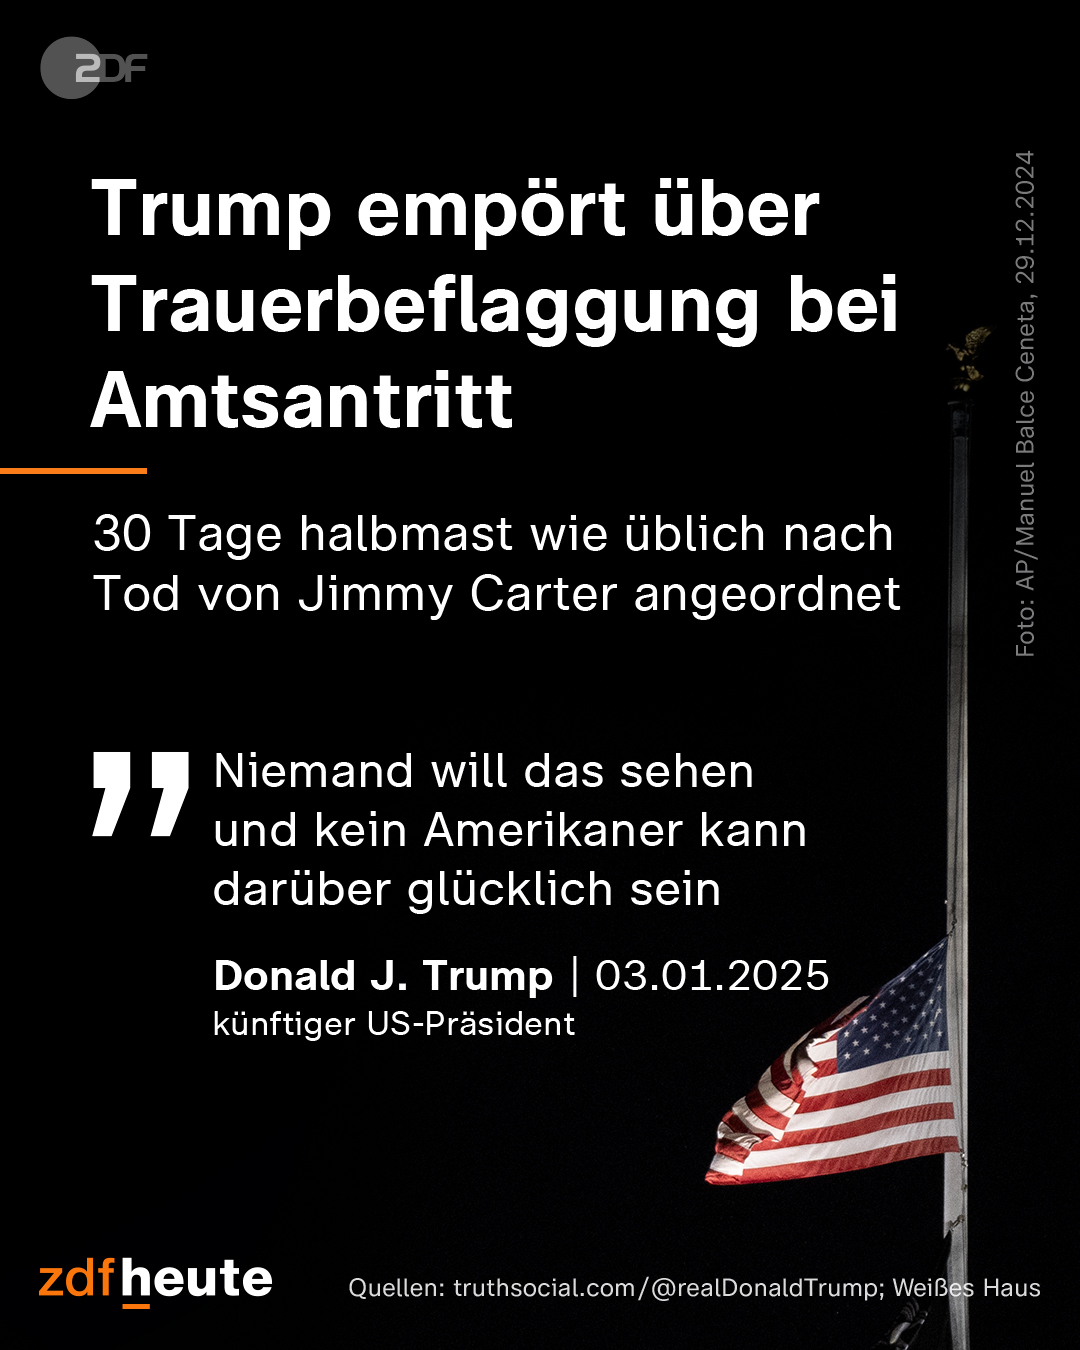 ZDF
Trump empört über
Trauerbeflaggung bei
Amtsantritt
30 Tage halbmast wie üblich nach
Tod von Jimmy Carter angeordnet
” Niemand will das sehen
und kein Amerikaner kann
darüber glücklich sein
Donald J. Trump | 03.01.2025
künftiger US-Präsident
Foto: AP/Manuel Balce Ceneta, 29.12.2024
zdfheute
Quellen: truthsocial.com/@realDonaldTrump; Weißes Haus